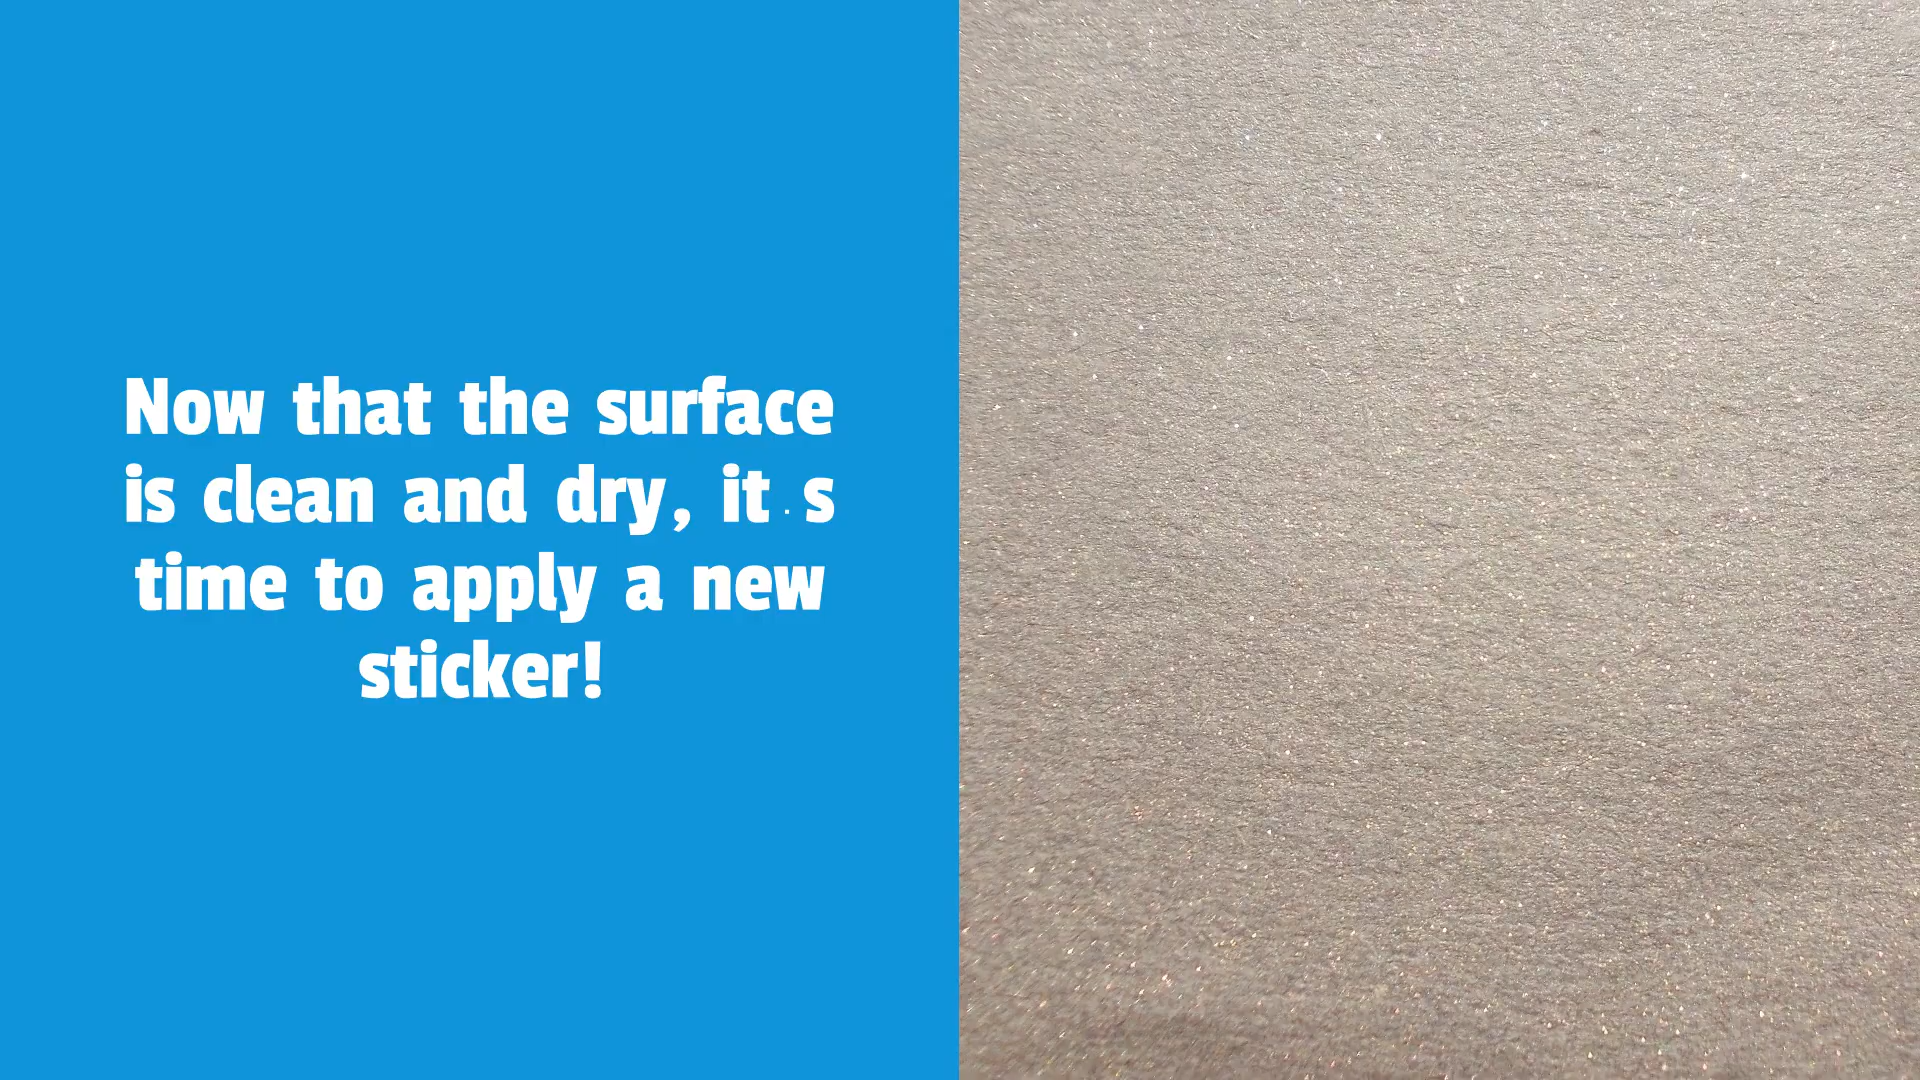 Now that the surface
is clean and dry, it . s
time to apply a new
sticker!